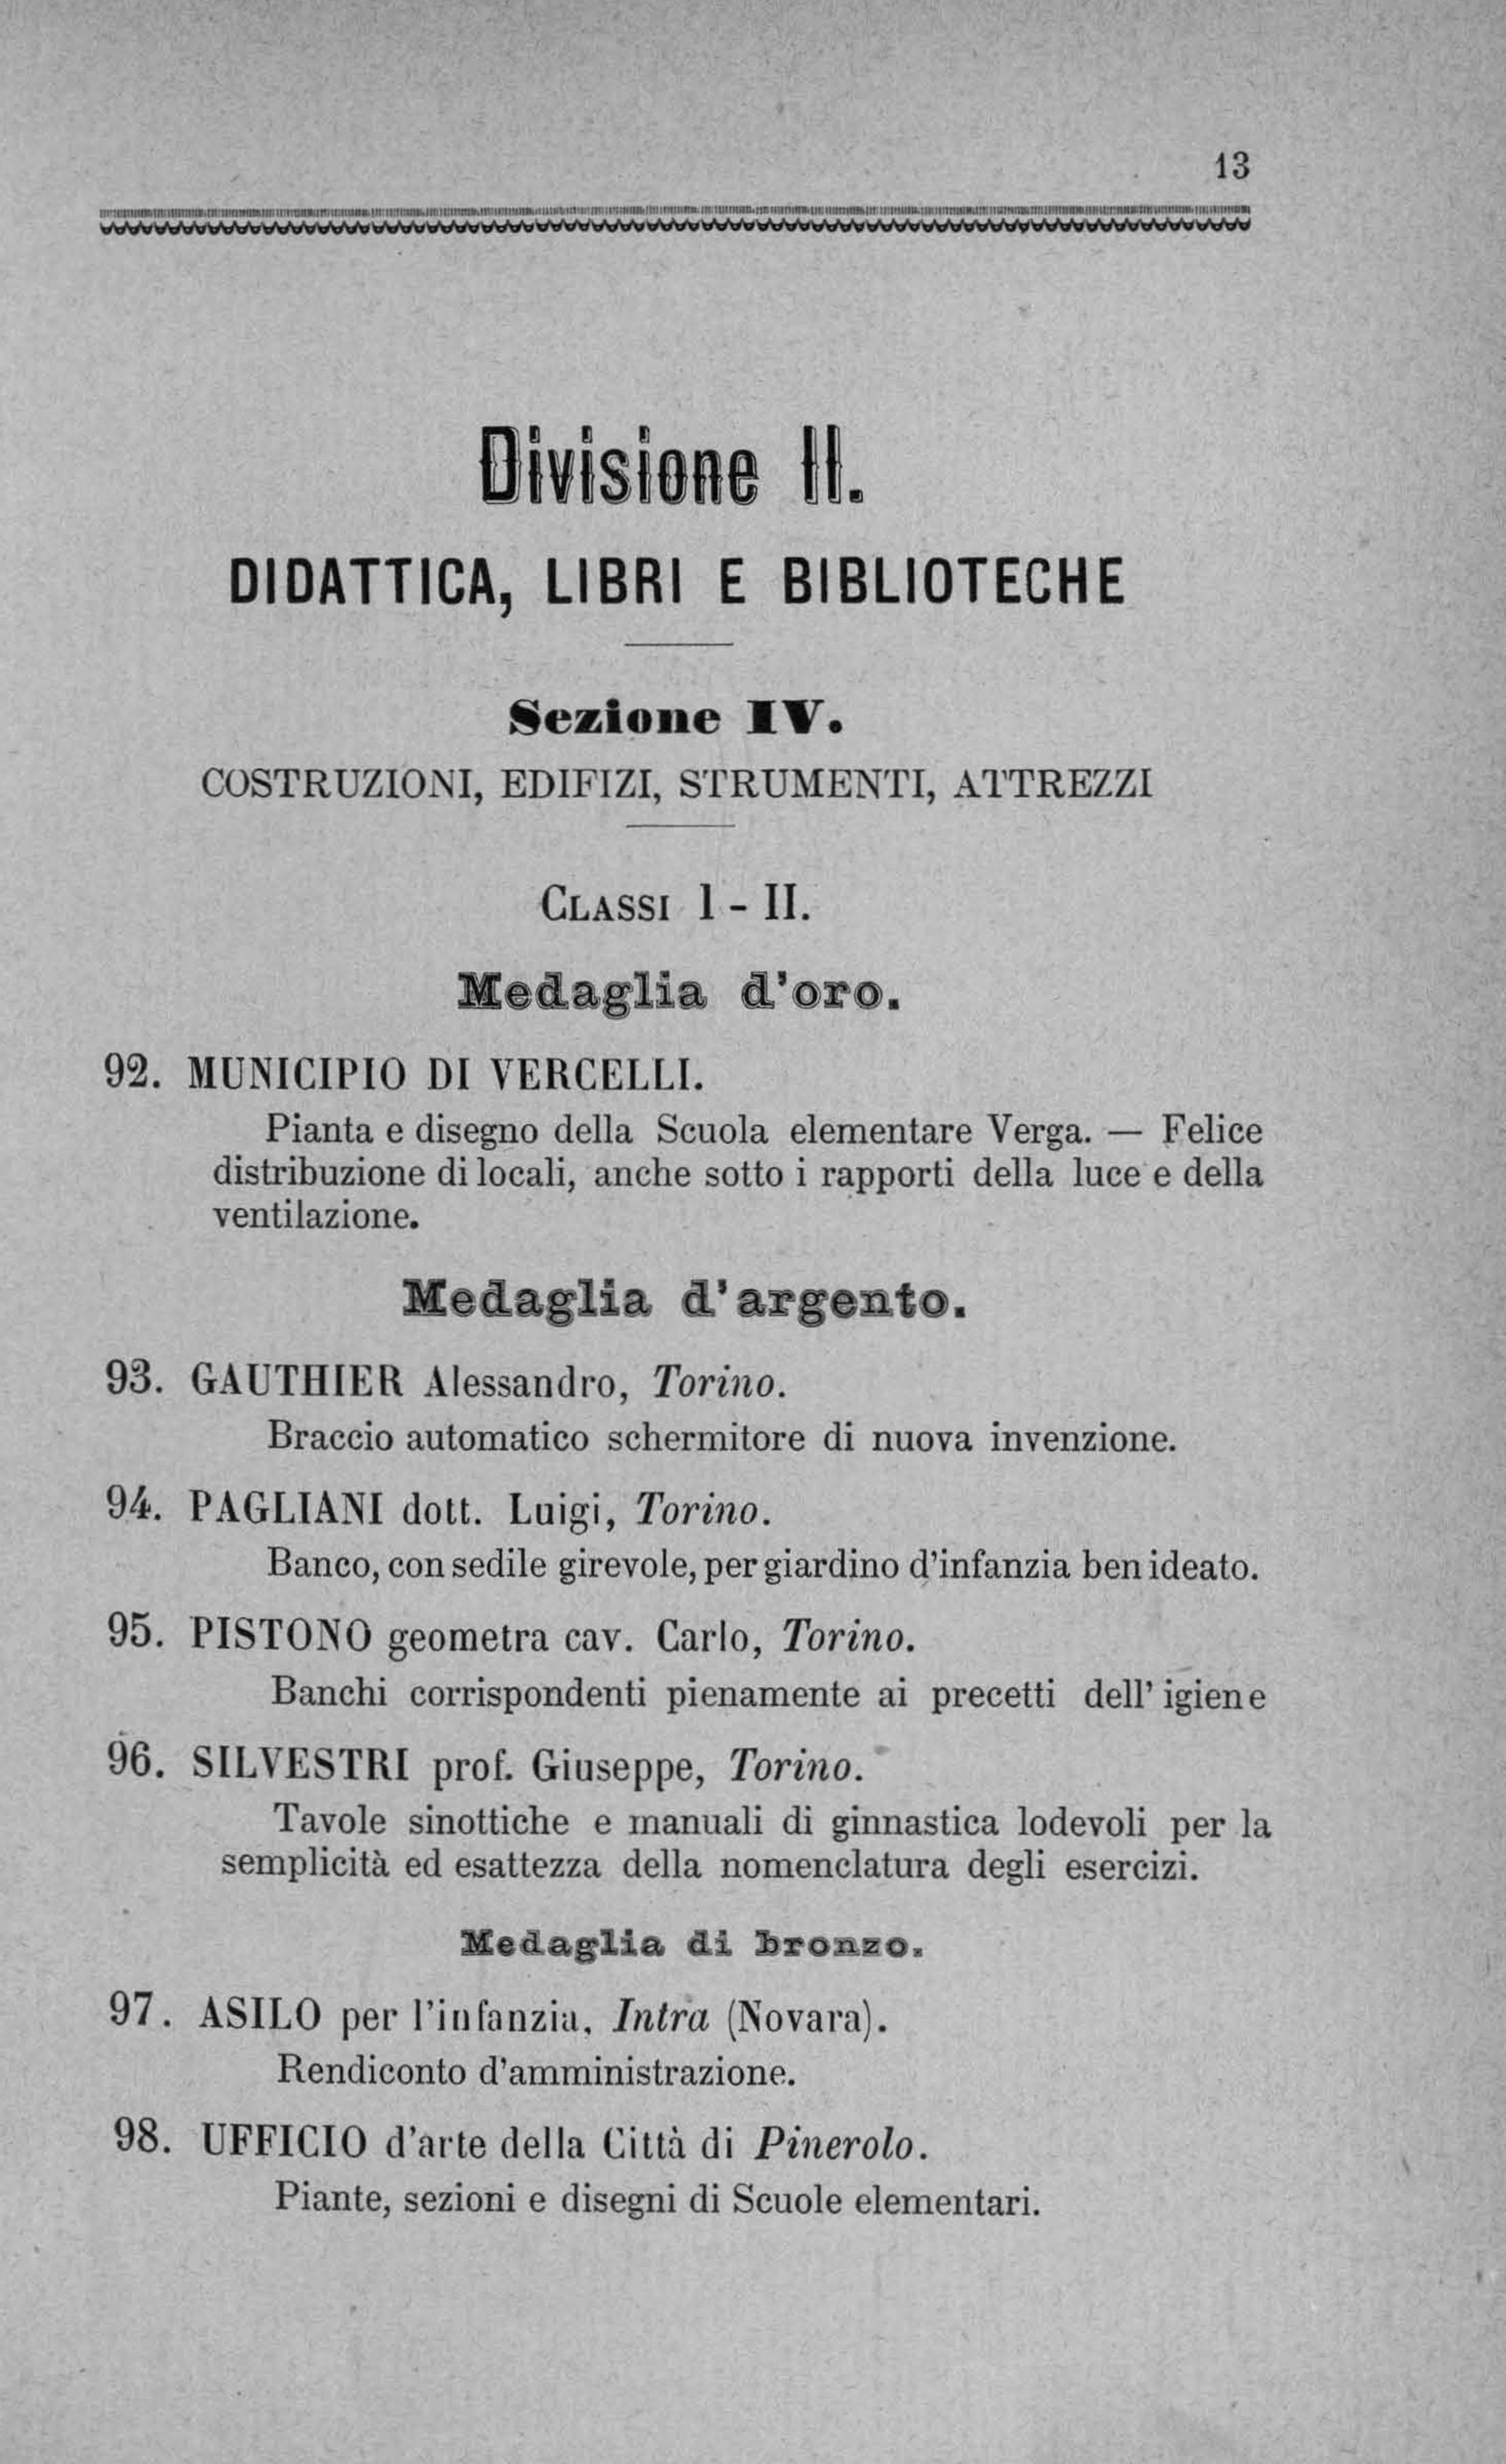 13
Divisione II.
DIDATTICA, LIBRI E BIBLIOTECHE
Sezione IV.
COSTRUZIONI, EDIFIZI, STRUMENTI, ATTREZZI
CLASSI I - II.
Medaglia d'oro.
92. MUNICIPIO DI VERCELLI.
Pianta e disegno della Scuola elementare Verga. — Felice
distribuzione di locali, anche sotto i rapporti della luce e della
ventilazione.
Medaglia d'argento.
93. GAUTHIER Alessandro, Torino.
Braccio automatico schermitore di nuova invenzione.
94. PAGLIANI dott. Luigi, Torino.
Banco, con sedile girevole, per giardino d'infanzia ben ideato.
95. PISTONO geometra cav. Carlo, Torino.
Banchi corrispondenti pienamente ai precetti dell' igiene
96. SILVESTRI prof. Giuseppe, Torino.
Tavole sinottiche e manuali di ginnastica lodevoli per la
semplicità ed esattezza della nomenclatura degli esercizi.
Medaglia di bronzo.
97. ASILO per l'infanzia, Intra (Novara).
Rendiconto d'amministrazione.
98. UFFICIO d'arte della Città di Pinerolo.
Piante, sezioni e disegni di Scuole elementari.